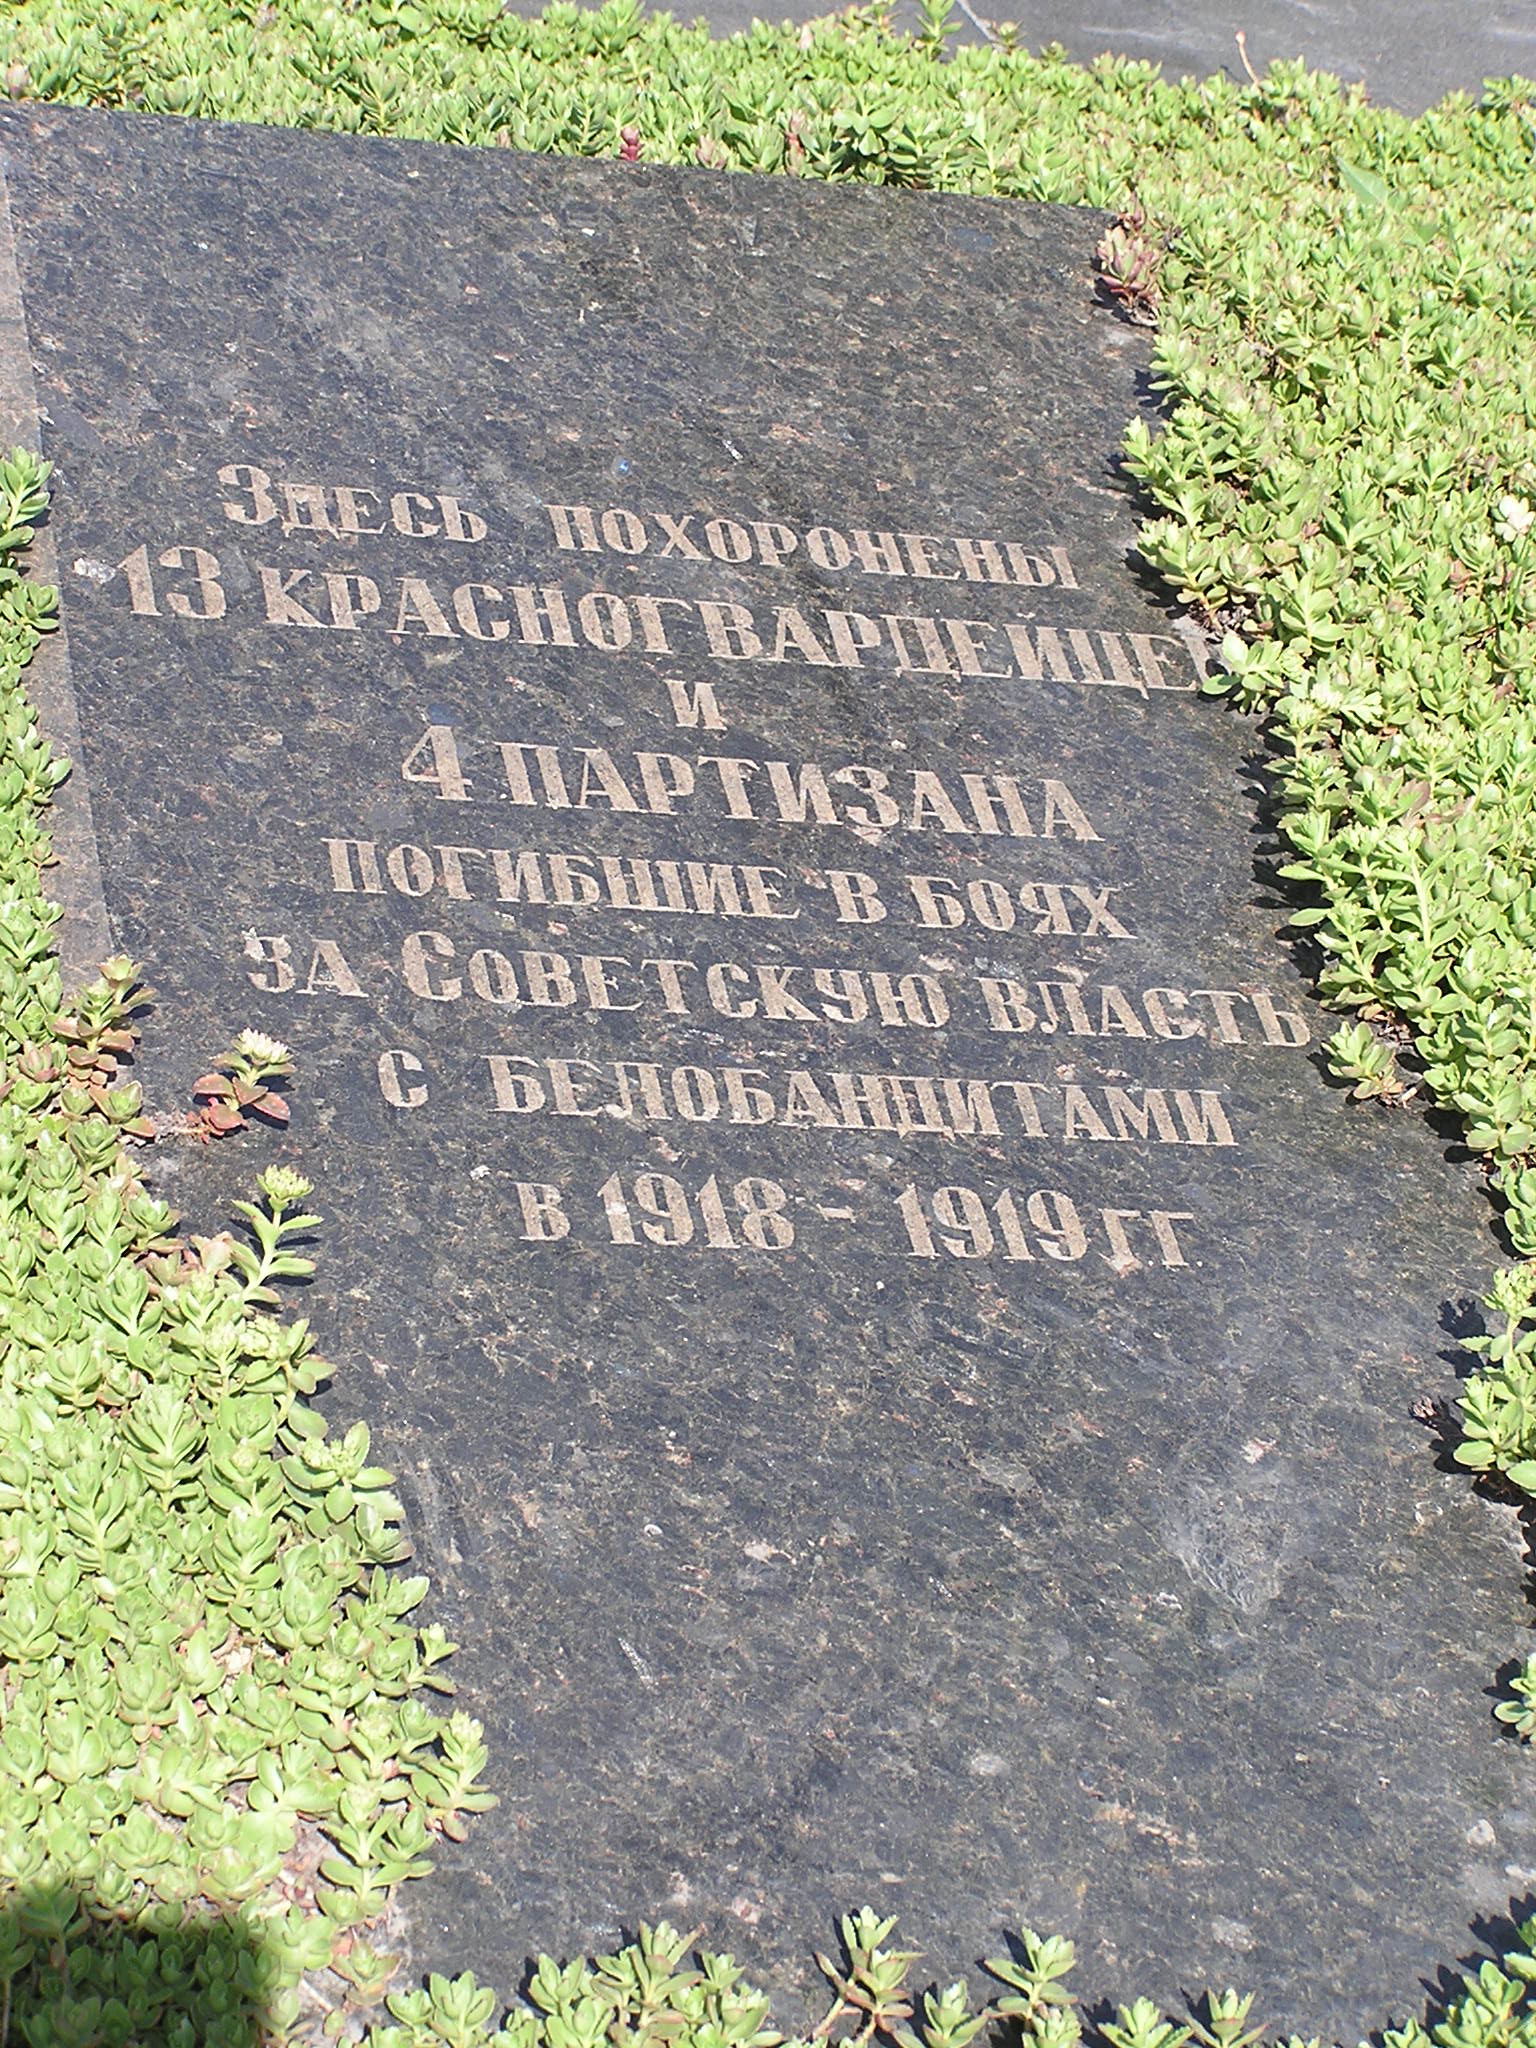 Здесь похоронены
13 красногвардейцев
и
4 партизана
погибшие в боях
за Советскую власть
с белобандитами
в 1918 - 1919 гг